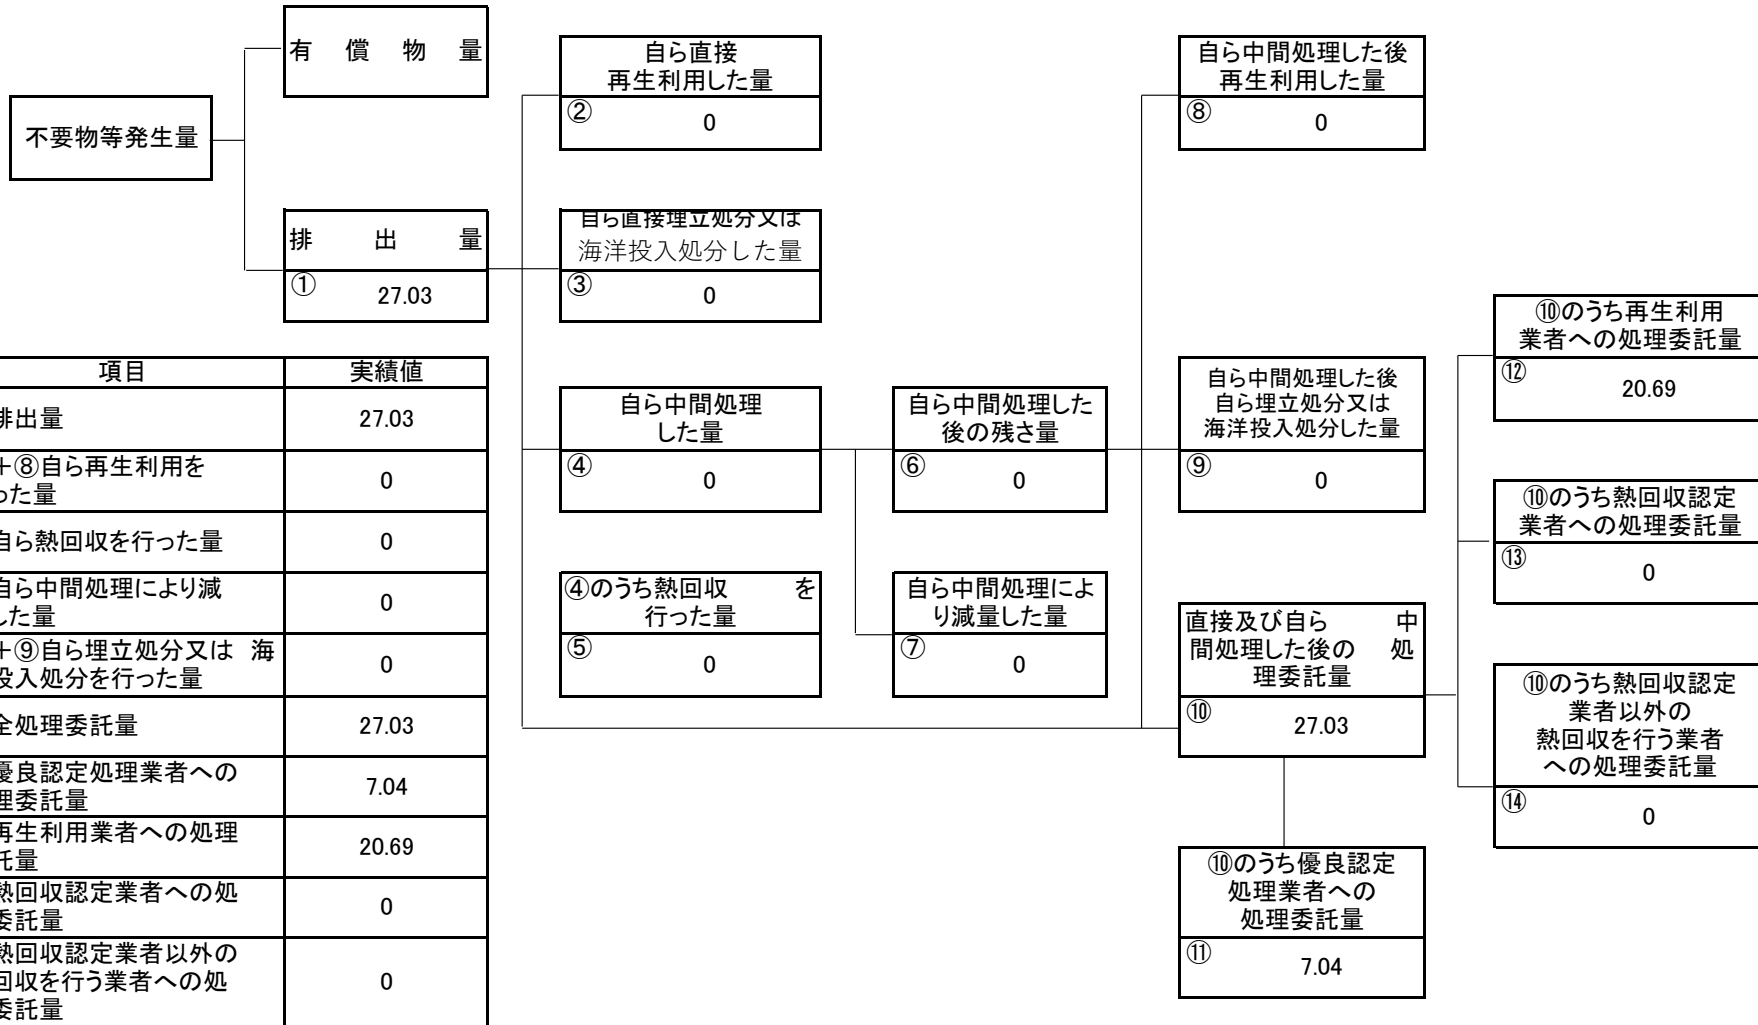 有償物量
不要物等発生量
排出量
① 27.03
自ら直接
再生利用した量
② 0
自ら直接埋立処分又は
海洋投入処分した量
③ 0
自ら中間処理
した量
④ 0
④のうち熱回収 を
行った量
⑤ 0
自ら中間処理した
後の残さ量
⑥ 0
自ら中間処理によ
り減量した量
⑦ 0
自ら中間処理した後
再生利用した量
⑧ 0
自ら中間処理した後
自ら埋立処分又は
海洋投入処分した量
⑨ 0
直接及び自ら 中
間処理した後の 処
理委託量
⑩ 27.03
⑩のうち優良認定
処理業者への
処理委託量
⑪ 7.04
⑩のうち再生利用
業者への処理委託量
⑫ 20.69
⑩のうち熱回収認定
業者への処理委託量
⑬ 0
⑩のうち熱回収認定
業者以外の
熱回収を行う業者
への処理委託量
⑭ 0
項目 実績値
排出量 27.03
+⑧自ら再生利用を
った量 0
自ら熱回収を行った量 0
自ら中間処理により減
した量 0
+⑨自ら埋立処分又は 海
投入処分を行った量 0
全処理委託量 27.03
優良認定処理業者への
理委託量 7.04
再生利用業者への処理
託量 20.69
熱回収認定業者への処
委託量 0
熱回収認定業者以外の
回収を行う業者への処
委託量 0